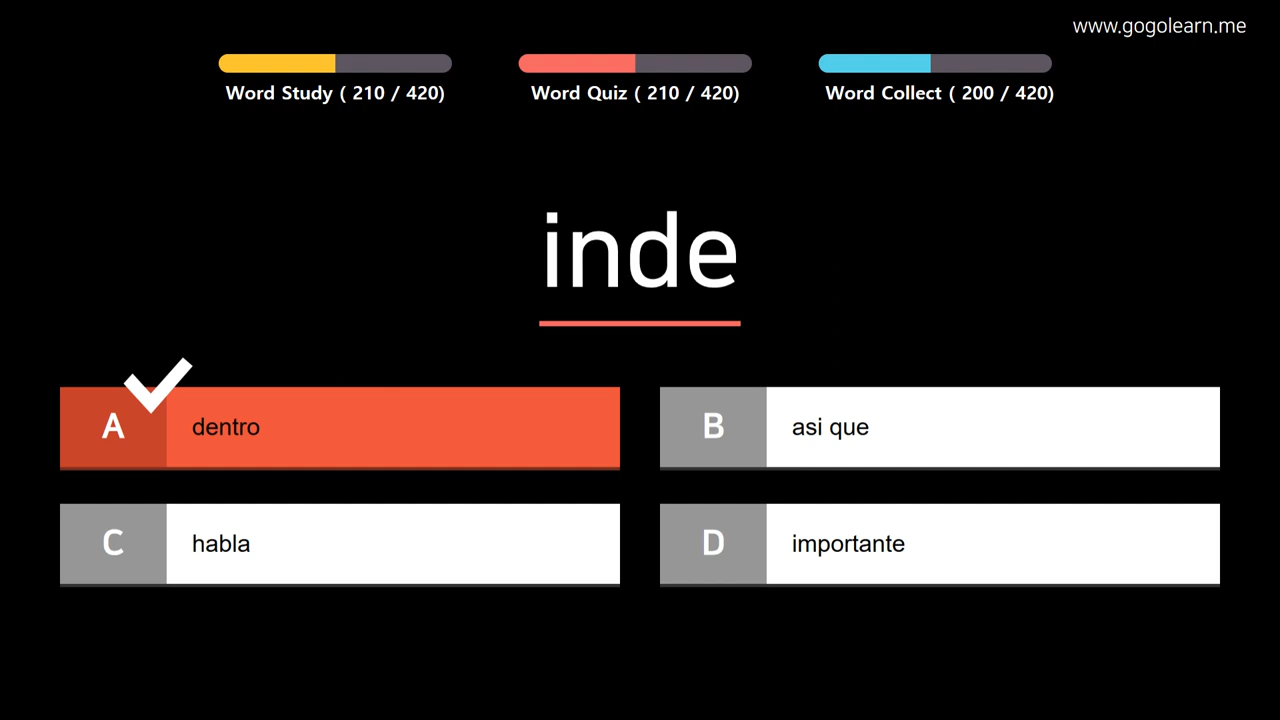 www.gogolearn.me
Word Study ( 210 / 420)
Word Quiz ( 210 / 420)
Word Collect ( 200 / 420)
inde
A dentro
B asi que
C habla
D importante